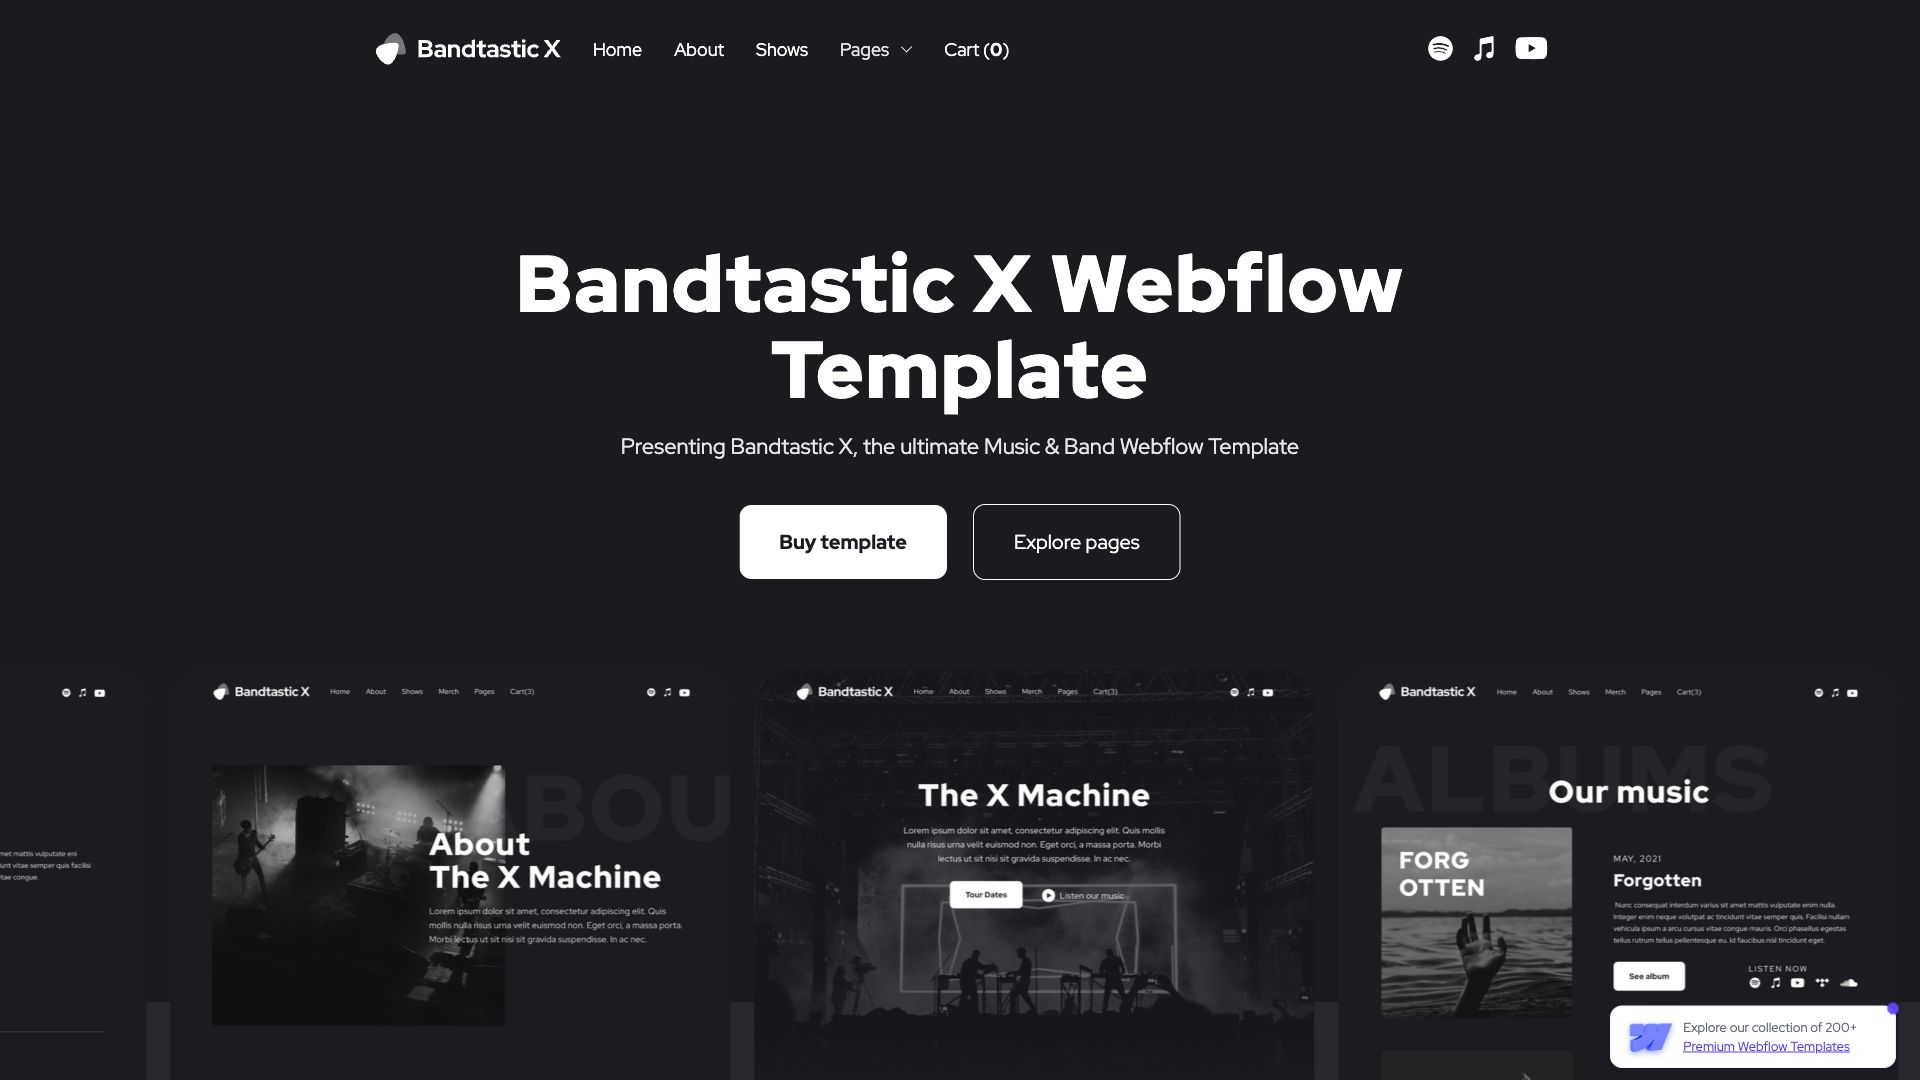 Bandtastic X Home About Shows Pages Cart (0)
Bandtastic X Webflow
Template
Presenting Bandtastic X, the ultimate Music & Band Webflow Template
Buy template Explore pages
met mattis vulputate eni
unt vitae semper quis facilisi
tae congue.
Bandtastic X Home About Shows Merch Pages Cart(3)
ABOU
About
The X Machine
Lorem ipsum dolor sit amet, consectetur adipiscing elit. Quis
mollis nulla risus urna velit euismod non. Eget orci, a massa porta.
Morbi lectus ut sit nisi sit gravida suspendisse. In ac nec.
Bandtastic X Home About Shows Merch Pages Cart(3)
The X Machine
Lorem ipsum dolor sit amet, consectetur adipiscing elit. Quis mollis
nulla risus urna velit euismod non. Eget orci, a massa porta. Morbi
lectus ut sit nisi sit gravida suspendisse. In ac nec.
Tour Dates Listen our music
Bandtastic X Home About Shows Merch Pages Cart(3)
ALBUMS
Our music
FORG
OTTEN
MAY, 2021
Forgotten
Nunc consequat interdum varius sit amet mattis vulputate enim nulla.
Integer enim neque volutpat ac tincidunt vitae semper quis. Facilisi nullam
vehicula ipsum a arcu cursus vitae congue mauris. Orci phasellus egestas
tellus rutrum tellus pellentesque eu. Id faucibus nisl tincidunt eget.
See album
LISTEN NOW
Explore our collection of 200+
Premium Webflow Templates